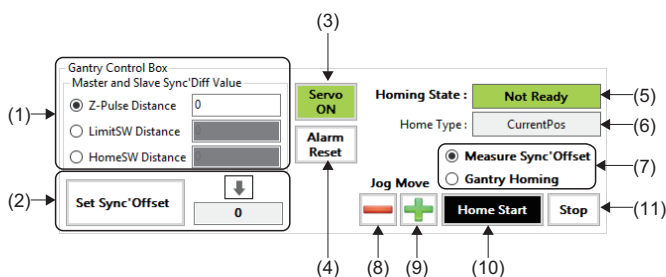 (3)
Gantry Control Box
Master and Slave Sync'Diff Value
(1)
Z-Pulse Distance
0
LimitSW Distance
0
HomeSW Distance
0
Servo ON
Alarm Reset
Homing State :
Not Ready
(5)
Home Type :
CurrentPos
(6)
Measure Sync'Offset
Gantry Homing
(7)
(2)
Set Sync'Offset
0
Jog Move
Home Start
Stop
(11)
(4)
(8)
(9)
(10)